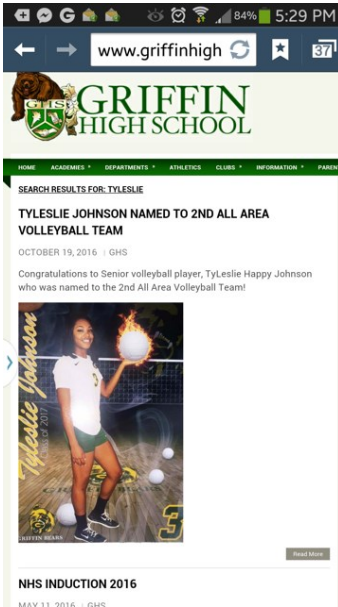 84% 5:29 PM
www.griffinhigh
37
GHS
GRIFFIN
HIGH SCHOOL
HOME ACADEMIES DEPARTMENTS ATHLETICS CLUBS INFORMATION PAREN
SEARCH RESULTS FOR: TYLESLIE
TYLESLIE JOHNSON NAMED TO 2ND ALL AREA
VOLLEYBALL TEAM
OCTOBER 19, 2016 | GHS
Congratulations to Senior volleyball player, TyLeslie Happy Johnson
who was named to the 2nd All Area Volleyball Team!
Tyleslie Johnson
Class of 2017
GRIFFIN BEARS
3
Read More
NHS INDUCTION 2016
MAY 11, 2016 | GHS